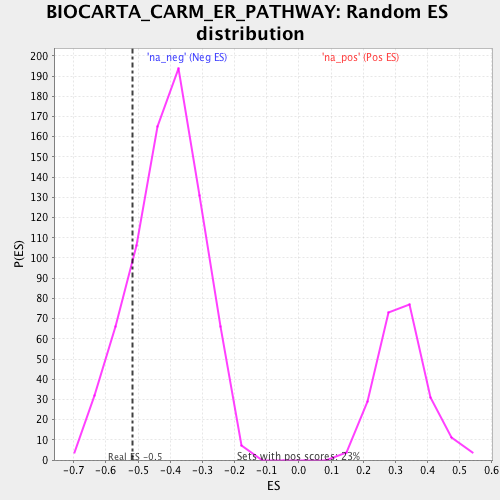 BIOCARTA_CARM_ER_PATHWAY: Random ES
distribution
'na_neg' (Neg ES)
'na_pos' (Pos ES)
200
190
180
170
160
150
140
130
120
110
100
90
80
70
60
50
40
30
20
10
0
P(ES)
Real ES -0.5
Sets with pos scores: 23%
-0.7 -0.6 -0.5 -0.4 -0.3 -0.2 -0.1 0.0 0.1 0.2 0.3 0.4 0.5 0.6
ES